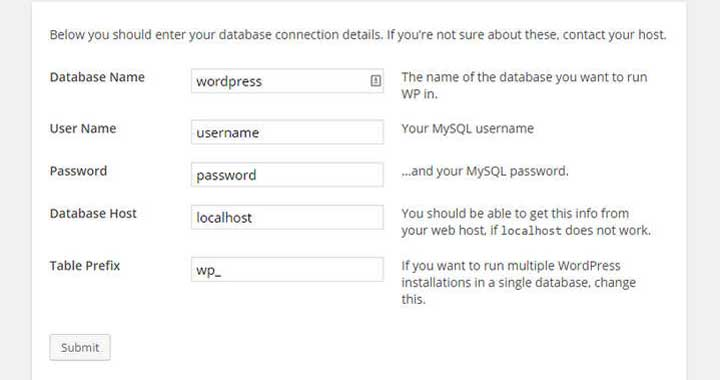 Below you should enter your database connection details. If you're not sure about these, contact your host.
Database Name
wordpress
The name of the database you want to run
WP in.
User Name
username
Your MySQL username
Password
password
...and your MySQL password.
Database Host
localhost
You should be able to get this info from
your web host, if localhost does not work.
Table Prefix
wp_
If you want to run multiple WordPress
installations in a single database, change
this.
Submit